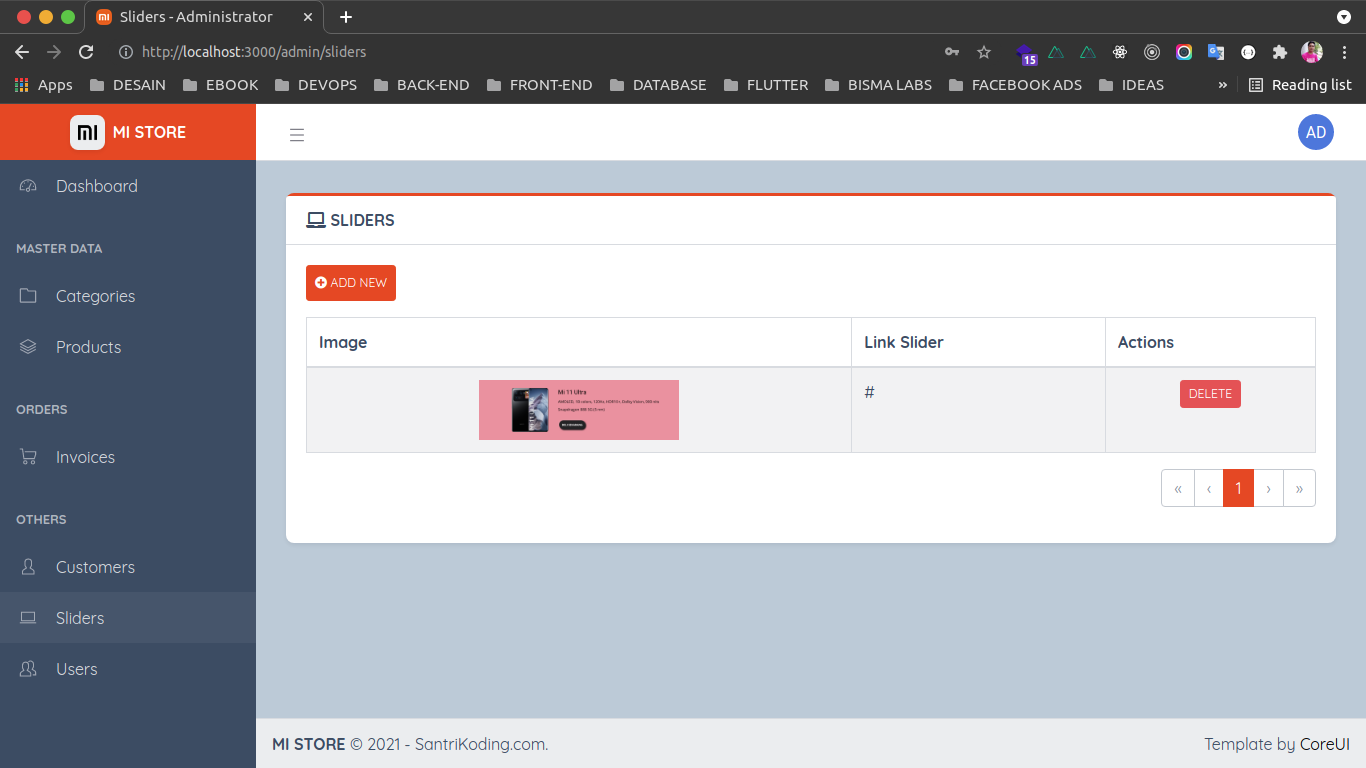 Sliders - Administrator
http://localhost:3000/admin/sliders
15
Apps DESAIN EBOOK DEVOPS BACK-END FRONT-END DATABASE FLUTTER BISMA LABS FACEBOOK ADS IDEAS » Reading list
MI STORE
AD
Dashboard
MASTER DATA
Categories
Products
ORDERS
Invoices
OTHERS
Customers
Sliders
Users
SLIDERS
ADD NEW
Image Link Slider Actions
Mi 11 Ultra
# DELETE
« ‹ 1 › »
MI STORE © 2021 - SantriKoding.com.
Template by CoreUI